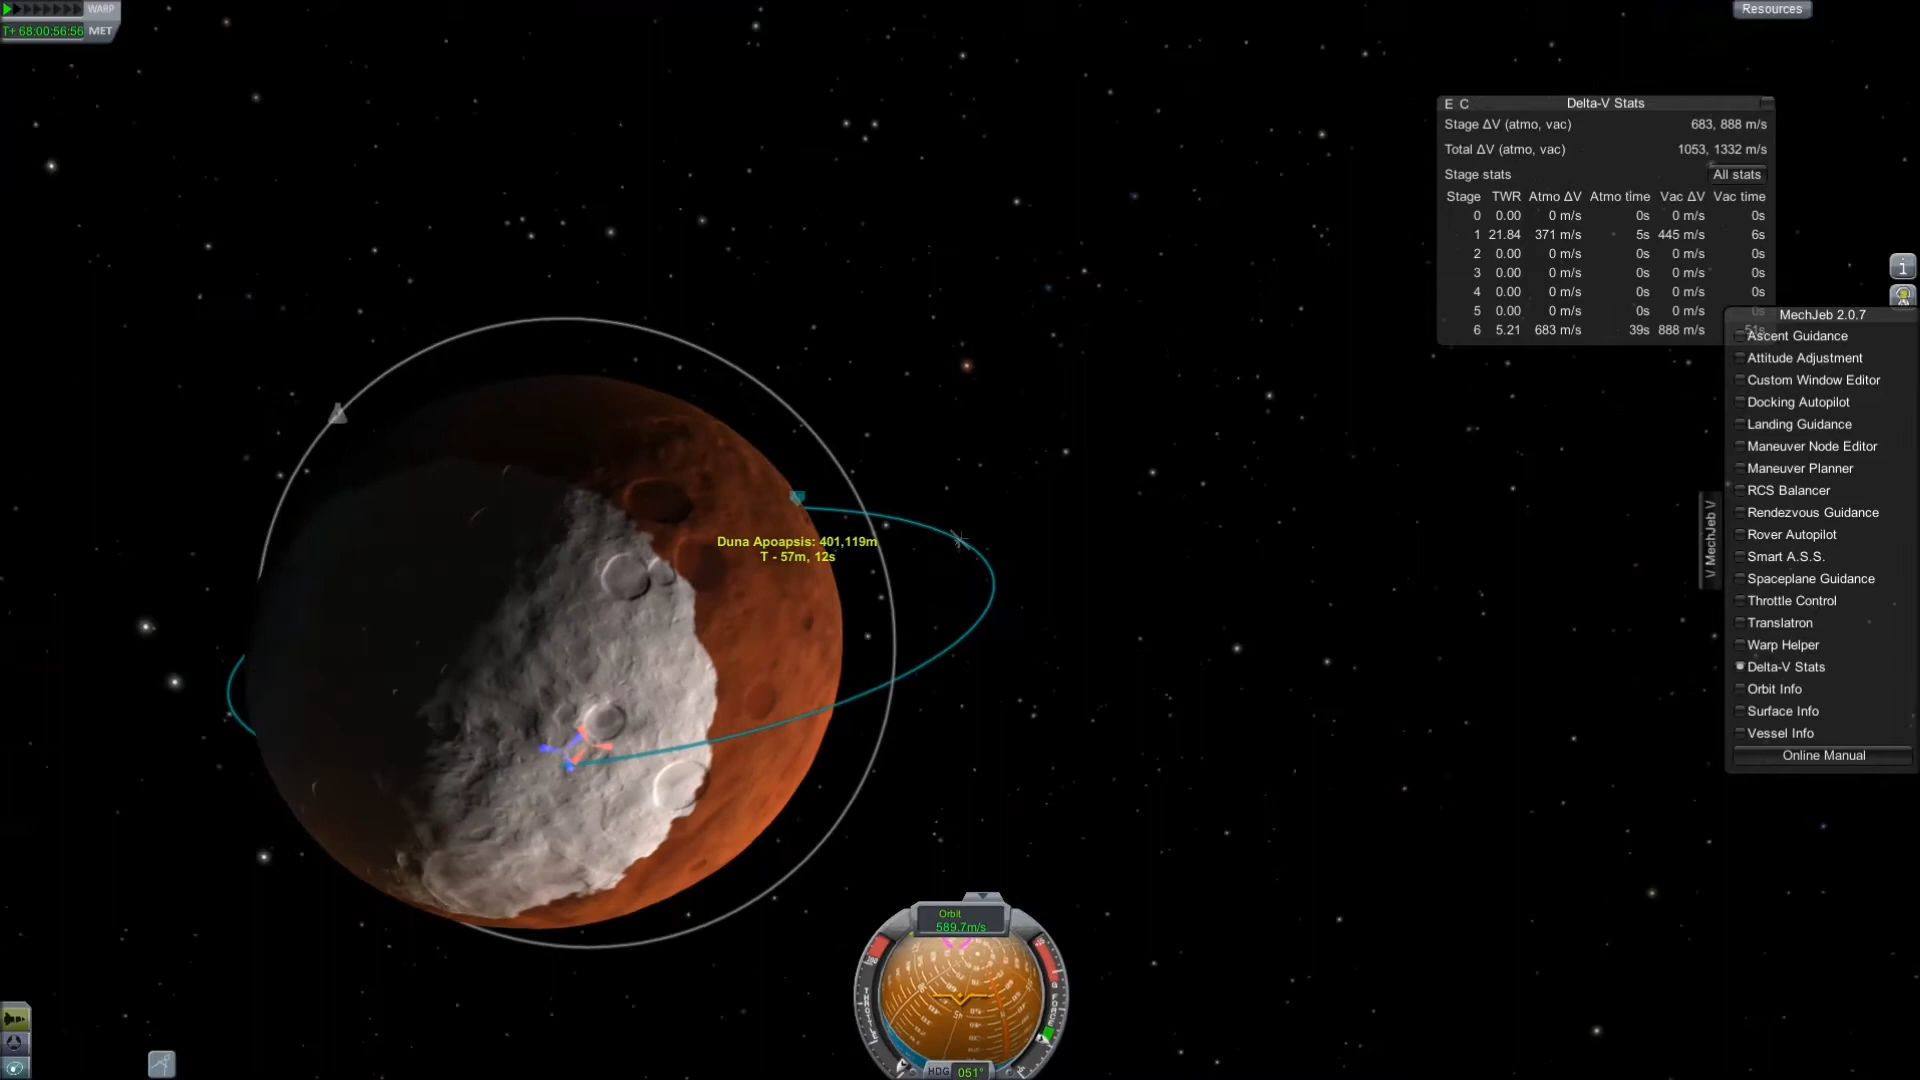 WARP
T+ 68:00:56:56 MET
Resources
E C Delta-V Stats
Stage ΔV (atmo, vac) 683, 888 m/s
Total ΔV (atmo, vac) 1053, 1332 m/s
Stage stats All stats
Stage TWR Atmo ΔV Atmo time Vac ΔV Vac time
0 0.00 0 m/s 0s 0 m/s 0s
1 21.84 371 m/s 5s 445 m/s 6s
2 0.00 0 m/s 0s 0 m/s 0s
3 0.00 0 m/s 0s 0 m/s 0s
4 0.00 0 m/s 0s 0 m/s 0s
5 0.00 0 m/s 0s 0 m/s 0s
6 5.21 683 m/s 39s 888 m/s 51s
i
MechJeb 2.0.7
Ascent Guidance
Attitude Adjustment
Custom Window Editor
Docking Autopilot
Landing Guidance
Maneuver Node Editor
Maneuver Planner
RCS Balancer
Rendezvous Guidance
Rover Autopilot
Smart A.S.S.
Spaceplane Guidance
Throttle Control
Translatron
Warp Helper
Delta-V Stats
Orbit Info
Surface Info
Vessel Info
Online Manual
V MechJeb V
Duna Apoapsis: 401,119m
T - 57m, 12s
Orbit
589.7m/s
HDG 051°